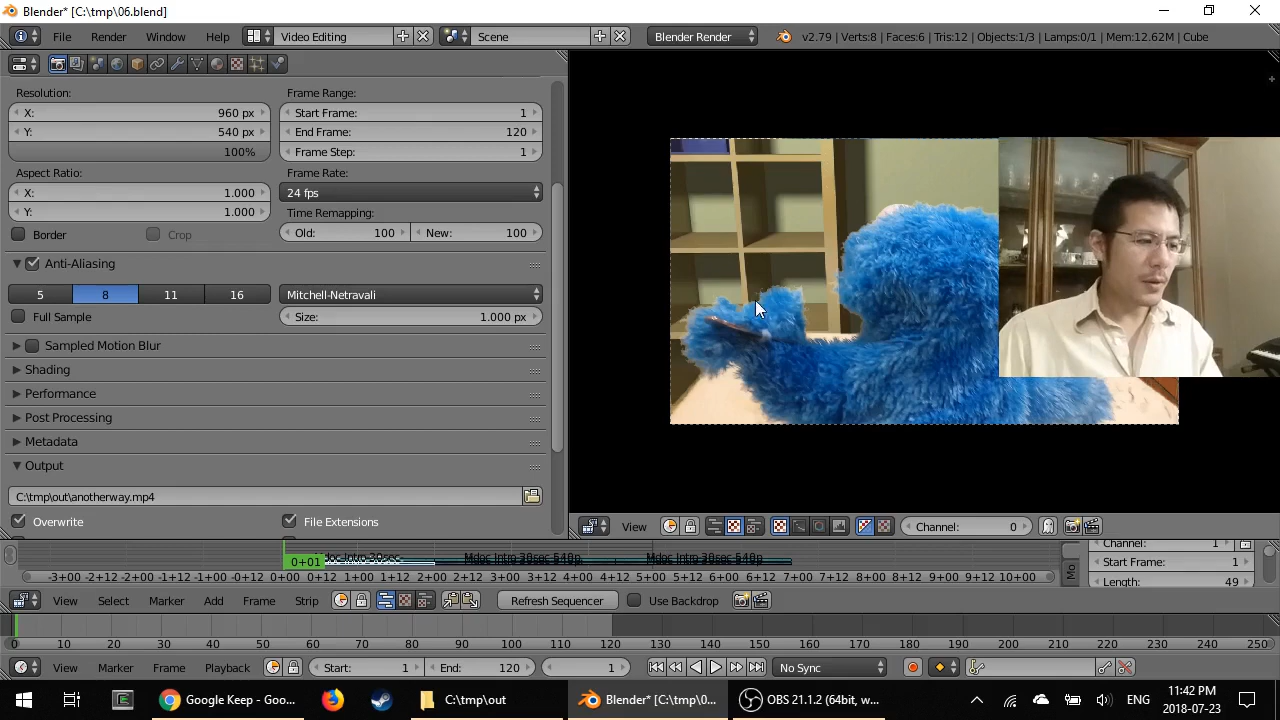 Blender* [C:\tmp\06.blend]
File Render Window Help Video Editing Scene Blender Render v2.79 | Verts:8 | Faces:6 | Tris:12 | Objects:1/3 | Lamps:0/1 | Mem:12.62M | Cube
Resolution: Frame Range:
X: 960 px Start Frame: 1
Y: 540 px End Frame: 120
100% Frame Step: 1
Aspect Ratio: Frame Rate:
X: 1.000 24 fps
Y: 1.000 Time Remapping:
Border Crop Old: 100 New: 100
Anti-Aliasing
5 8 11 16 Mitchell-Netravali
Full Sample Size: 1.000 px
Sampled Motion Blur
Shading
Performance
Post Processing
Metadata
Output
C:\tmp\out\anotherway.mp4
Overwrite File Extensions
View Channel: 0
Mdoc Intro 30sec 540p Mdoc Intro 30sec 540p
0+01
Channel: 1
Start Frame: 1
Length: 49
Mo
-3+00 -2+12 -2+00 -1+12 -1+00 -0+12 0+00 0+12 1+00 1+12 2+00 2+12 3+00 3+12 4+00 4+12 5+00 5+12 6+00 6+12 7+00 7+12 8+00 8+12 9+00 9+12 10+00
View Select Marker Add Frame Strip Refresh Sequencer Use Backdrop
0 10 20 30 40 50 60 70 80 90 100 110 120 130 140 150 160 170 180 190 200 210 220 230 240 250
View Marker Frame Playback Start: 1 End: 120 1 No Sync
Google Keep - Goo... C:\tmp\out Blender* [C:\tmp\0... OBS 21.1.2 (64bit, w... ENG 11:42 PM
2018-07-23